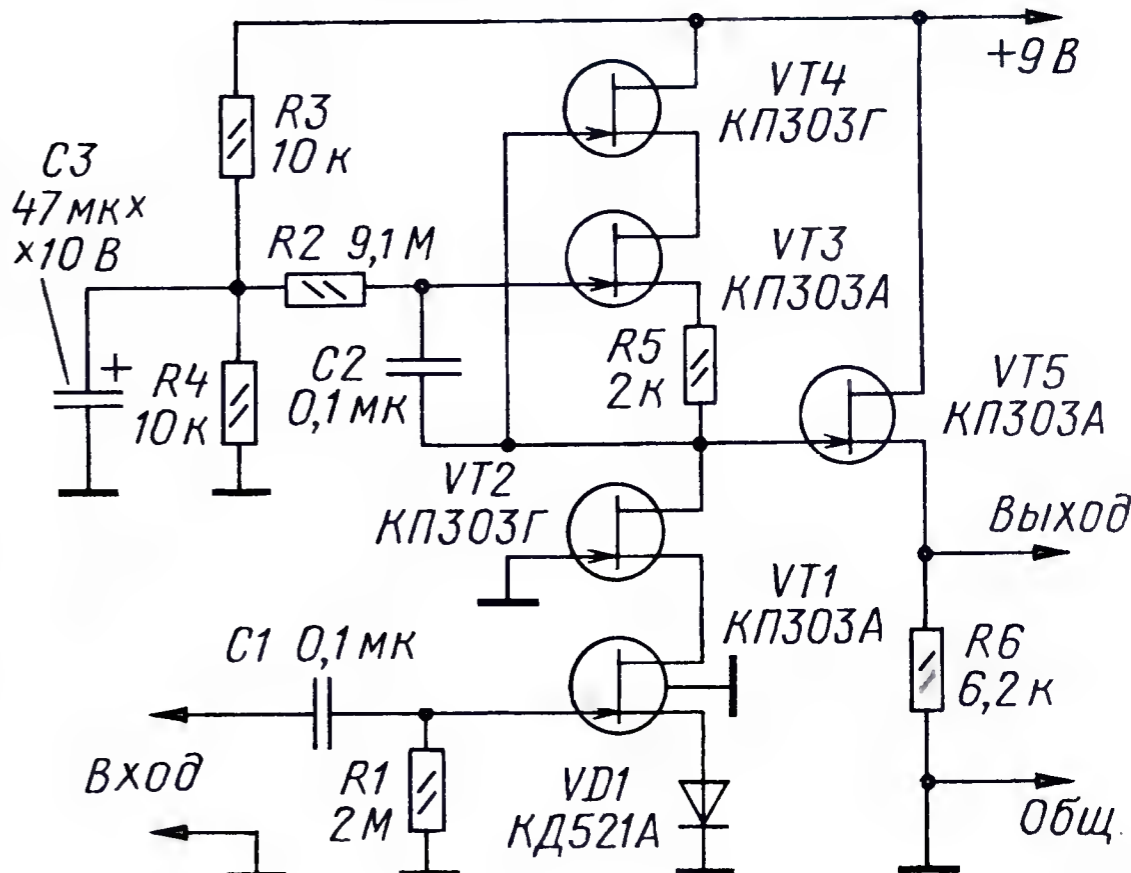 +9 В
VT4
КП303Г
R3
10 к
C3
47 мк×
×10 В
R2 9,1 М
VT3
КП303А
R5
2 к
+
R4
10 к
C2
0,1 мк
VT5
КП303А
VT2
КП303Г
Выход
VT1
КП303А
C1 0,1 мк
R6
6,2 к
Вход
R1
2 М
VD1
КД521А
Общ.